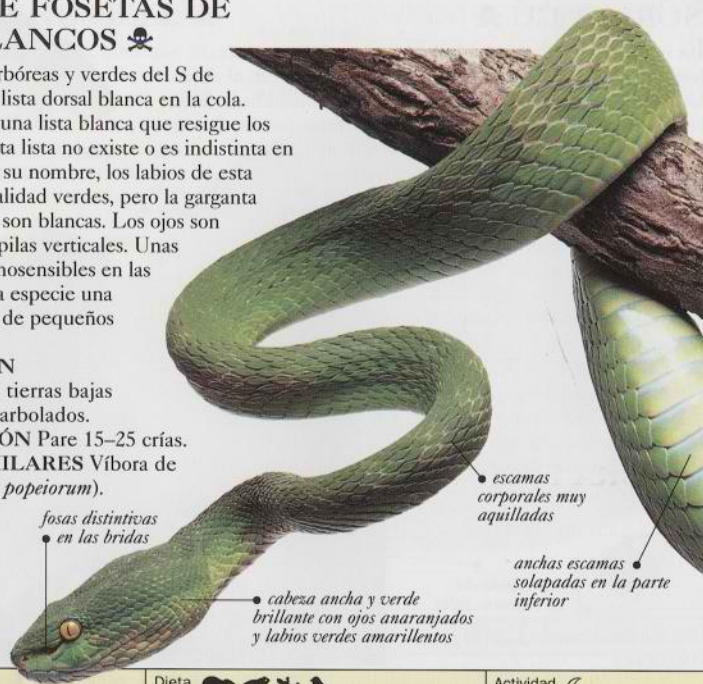 E FOSETAS DE
LANCOS
rbóreas y verdes del S de
lista dorsal blanca en la cola.
una lista blanca que resigue los
ta lista no existe o es indistinta en
su nombre, los labios de esta
alidad verdes, pero la garganta
son blancas. Los ojos son
pilas verticales. Unas
mosensibles en las
a especie una
de pequeños
N
tierras bajas
arbolados.
ÓN Pare 15–25 crías.
ILARES Víbora de
popeiorum).
fosas distintivas
en las bridas
escamas
corporales muy
aquilladas
anchas escamas
solapadas en la parte
inferior
cabeza ancha y verde
brillante con ojos anaranjados
y labios verdes amarillentos
Dieta
Actividad